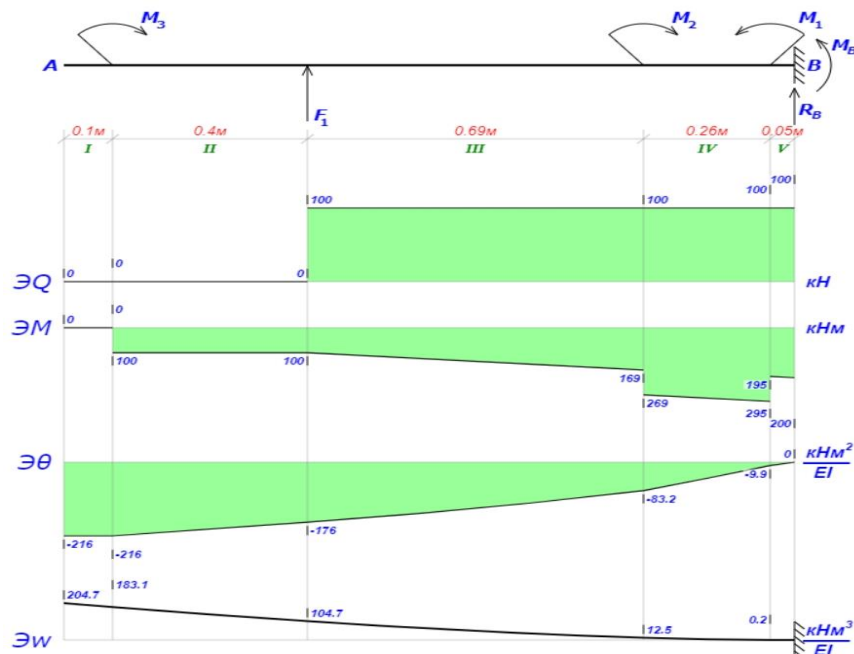 M3 M2 M1
A B MB
F1 RB
0.1м 0.4м 0.69м 0.26м 0.05м
I II III IV V
100 100 100 100
ЭQ 0 0 0 кН
ЭM 0 0 кНм
100 100 169 195
269 295 200
Эθ 0 кНм²/EI
-216 -216 -176 -83.2 -9.9
204.7 183.1 104.7 12.5 0.2
Эw кНм³/EI